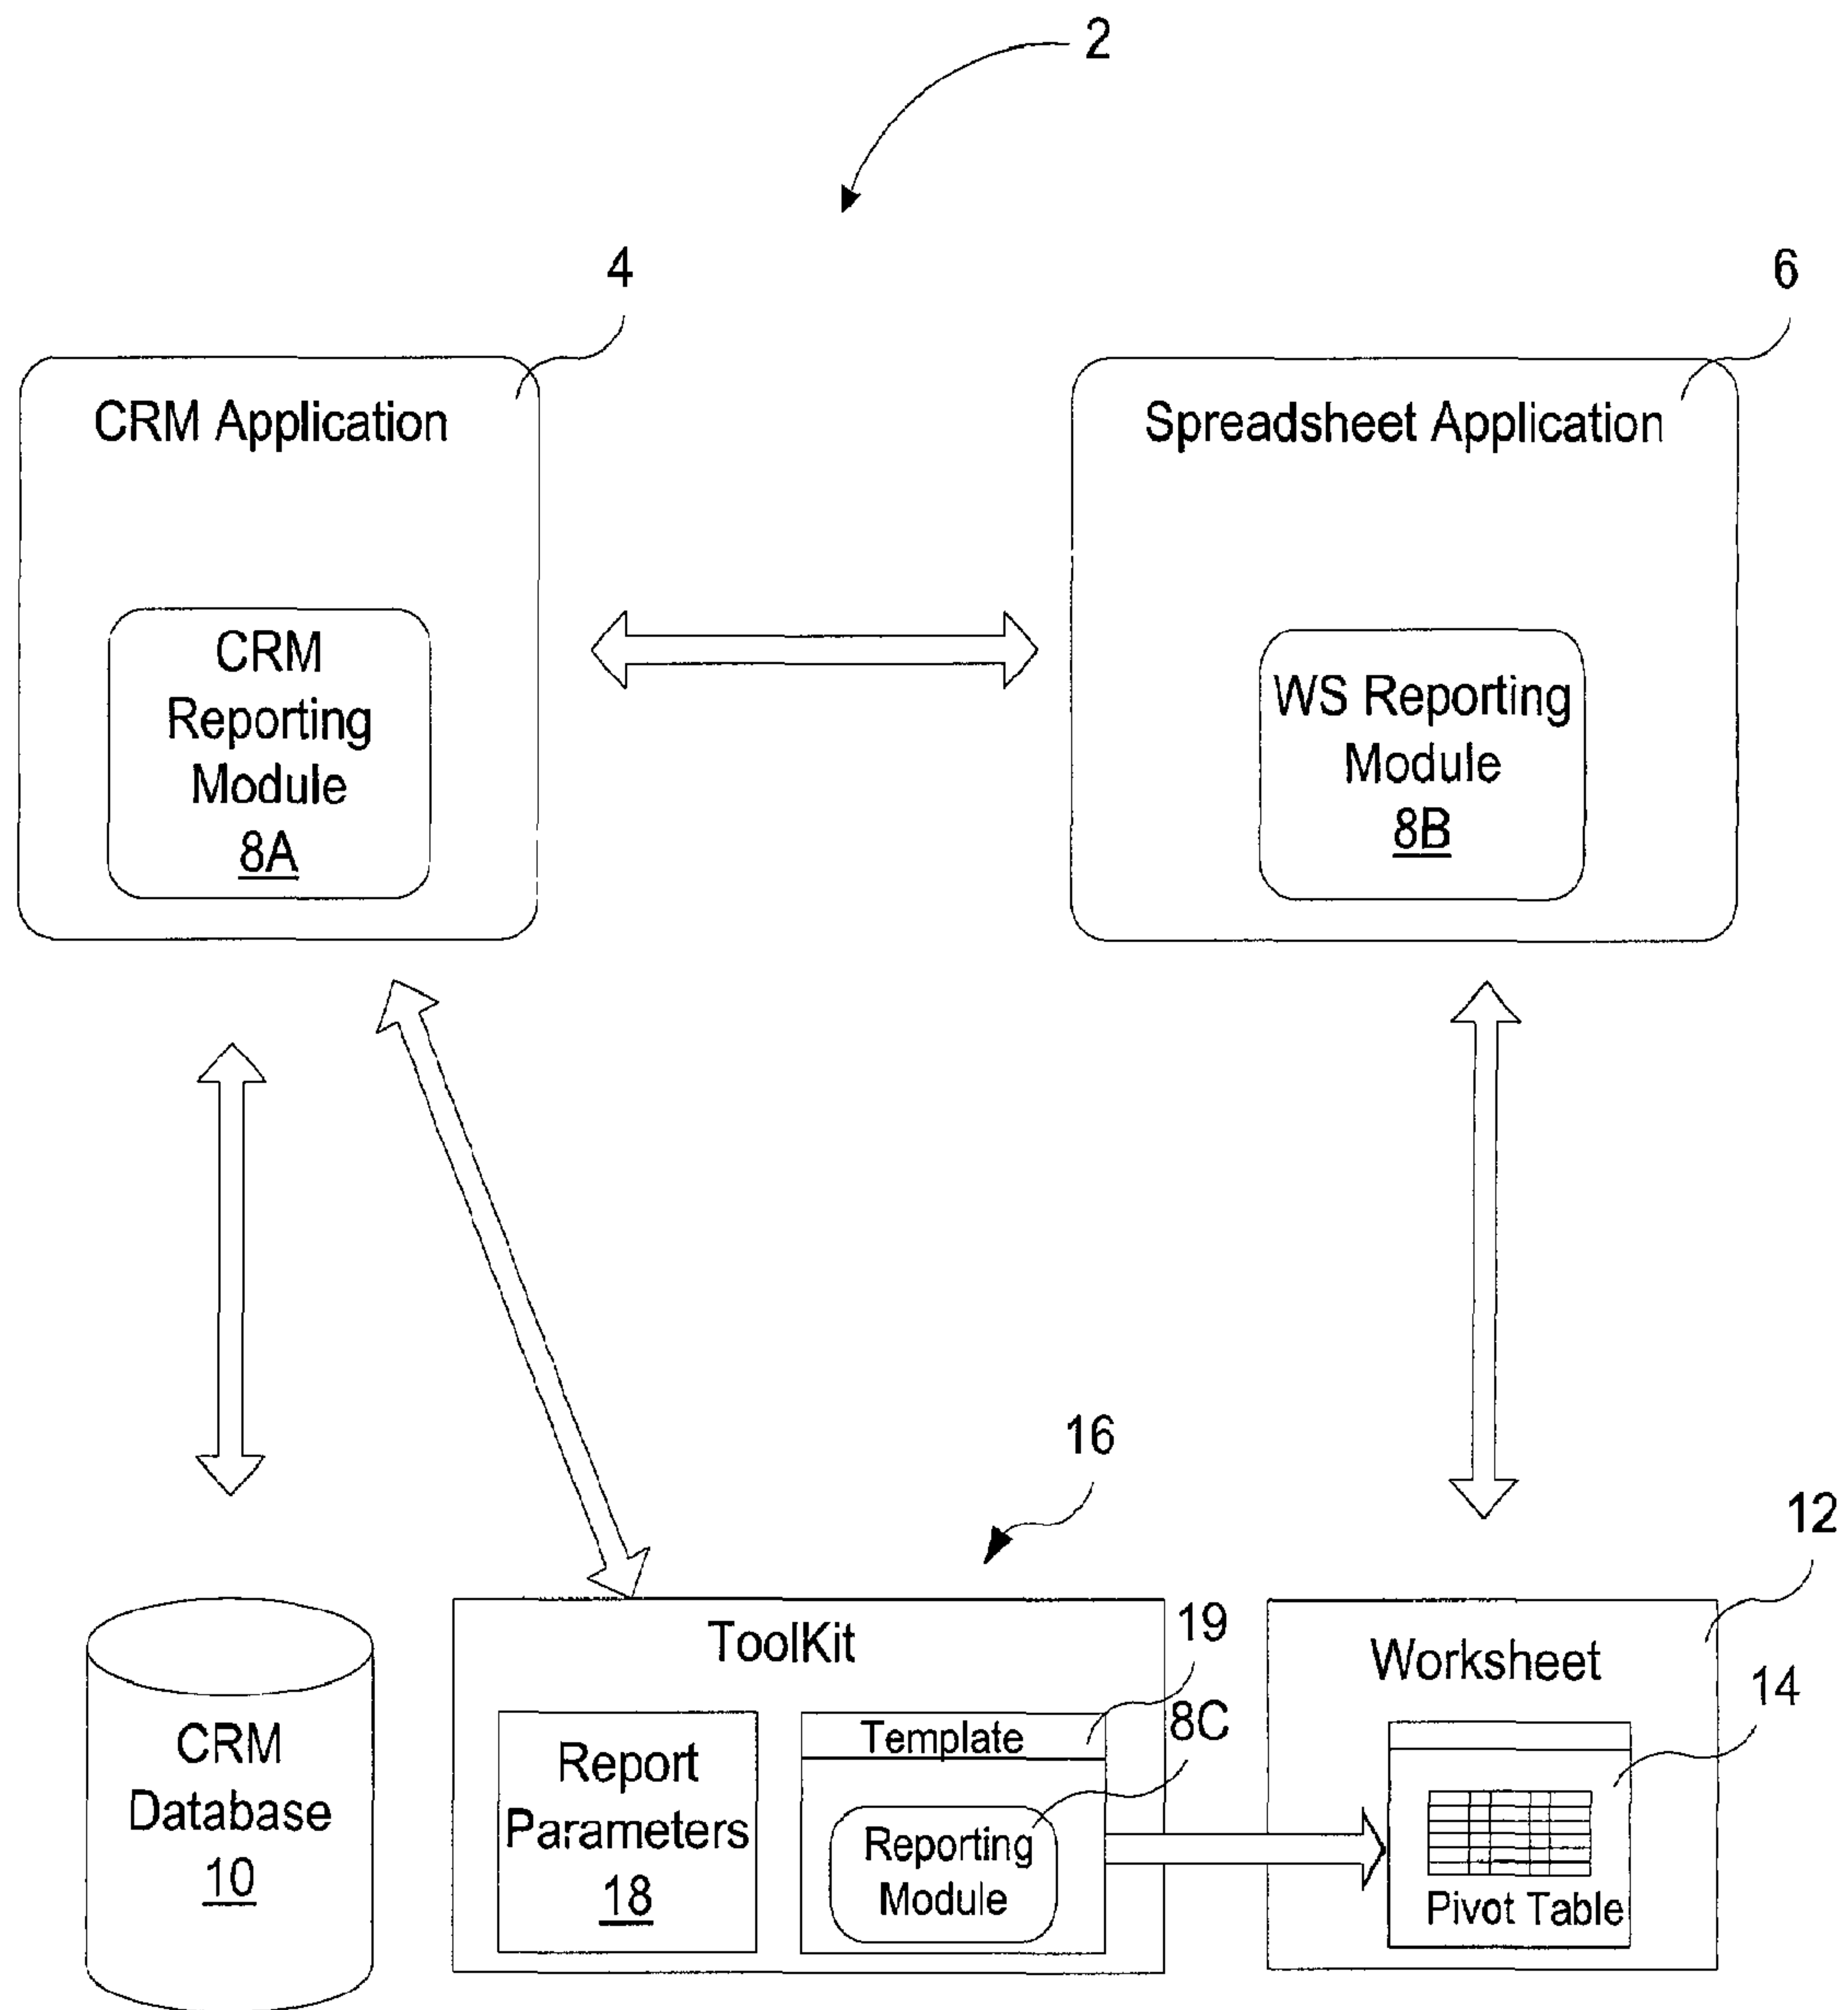 2
4
6
CRM Application
Spreadsheet Application
CRM
Reporting
Module
8A
WS Reporting
Module
8B
16
12
ToolKit
19
Worksheet
14
8C
CRM
Database
10
Report
Parameters
18
Template
Reporting
Module
Pivot Table